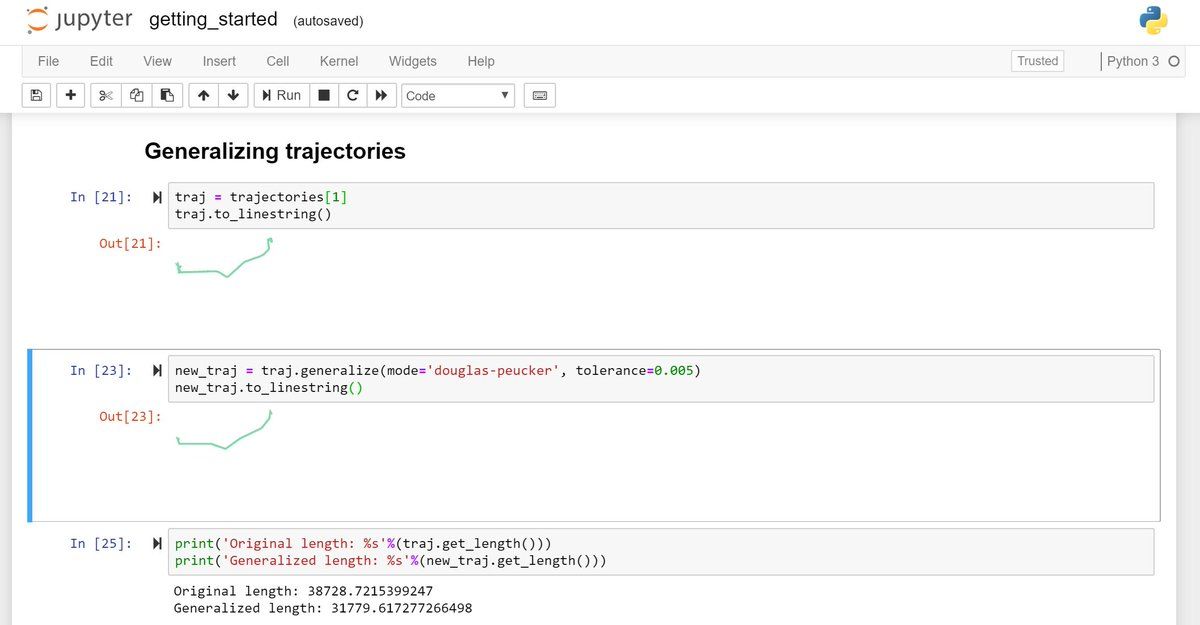 jupyter getting_started (autosaved)
File Edit View Insert Cell Kernel Widgets Help Trusted Python 3
Run Code
Generalizing trajectories
In [21]: traj = trajectories[1]
traj.to_linestring()
Out[21]:
In [23]: new_traj = traj.generalize(mode='douglas-peucker', tolerance=0.005)
new_traj.to_linestring()
Out[23]:
In [25]: print('Original length: %s'%(traj.get_length()))
print('Generalized length: %s'%(new_traj.get_length()))
Original length: 38728.7215399247
Generalized length: 31779.617277266498